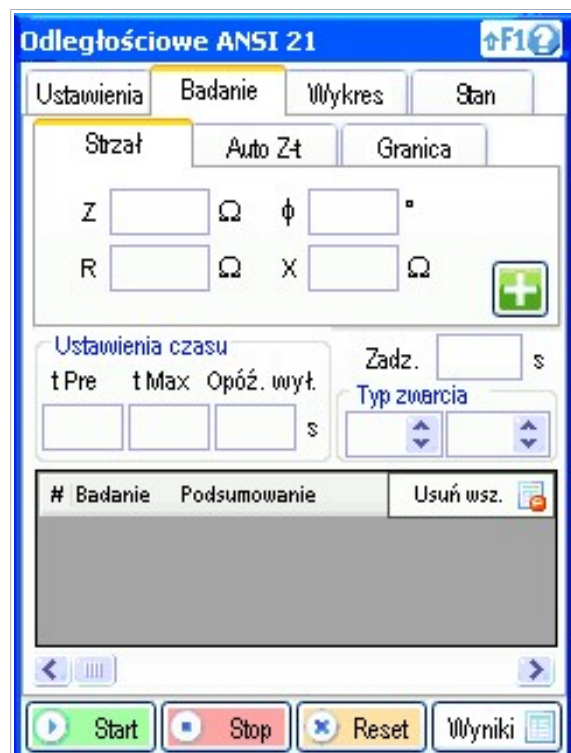 Odległościowe ANSI 21 F1?
Ustawienia Badanie Wykres Stan
Strzał Auto Z-t Granica
Z Ω ϕ °
R Ω X Ω
Ustawienia czasu
Zadz. s
t Pre t Max Opóź. wył.
Typ zwarcia
s
# Badanie Podsumowanie Usuń wsz.
Start Stop Reset Wyniki